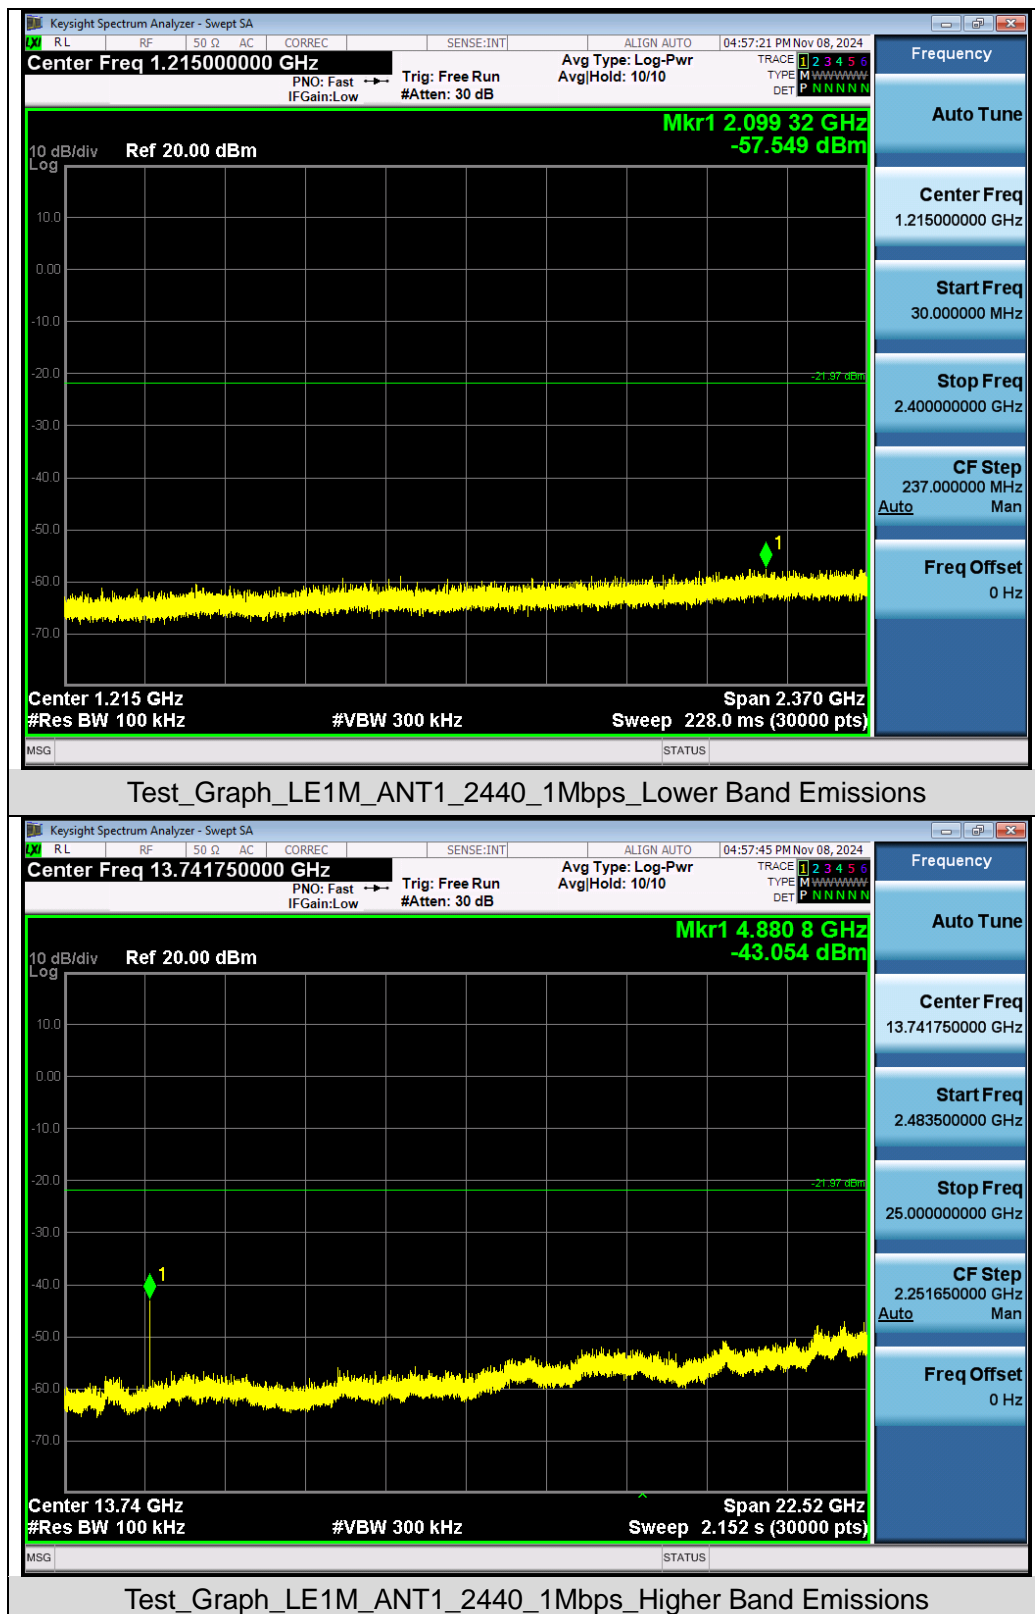 Keysight Spectrum Analyzer - Swept SA
LXI RL RF 50 Ω AC CORREC SENSE:INT ALIGN AUTO 04:57:21 PM Nov 08, 2024
Center Freq 1.215000000 GHz
PNO: Fast
IFGain:Low
Trig: Free Run
#Atten: 30 dB
Avg Type: Log-Pwr
Avg|Hold: 10/10
TRACE 1 2 3 4 5 6
TYPE M WWWWW
DET P N N N N N
Mkr1 2.099 32 GHz
-57.549 dBm
10 dB/div Ref 20.00 dBm
Log
10.0
0.00
-10.0
-20.0
-21.97 dBm
-30.0
-40.0
-50.0
1
-60.0
-70.0
Center 1.215 GHz Span 2.370 GHz
#Res BW 100 kHz #VBW 300 kHz Sweep 228.0 ms (30000 pts)
MSG STATUS
Frequency
Auto Tune
Center Freq
1.215000000 GHz
Start Freq
30.000000 MHz
Stop Freq
2.400000000 GHz
CF Step
237.000000 MHz
Auto Man
Freq Offset
0 Hz
Test_Graph_LE1M_ANT1_2440_1Mbps_Lower Band Emissions
Keysight Spectrum Analyzer - Swept SA
LXI RL RF 50 Ω AC CORREC SENSE:INT ALIGN AUTO 04:57:45 PM Nov 08, 2024
Center Freq 13.741750000 GHz
PNO: Fast
IFGain:Low
Trig: Free Run
#Atten: 30 dB
Avg Type: Log-Pwr
Avg|Hold: 10/10
TRACE 1 2 3 4 5 6
TYPE M WWWWW
DET P N N N N N
Mkr1 4.880 8 GHz
-43.054 dBm
10 dB/div Ref 20.00 dBm
Log
10.0
0.00
-10.0
-20.0
-21.97 dBm
-30.0
1
-40.0
-50.0
-60.0
-70.0
Center 13.74 GHz Span 22.52 GHz
#Res BW 100 kHz #VBW 300 kHz Sweep 2.152 s (30000 pts)
MSG STATUS
Frequency
Auto Tune
Center Freq
13.741750000 GHz
Start Freq
2.483500000 GHz
Stop Freq
25.000000000 GHz
CF Step
2.251650000 GHz
Auto Man
Freq Offset
0 Hz
Test_Graph_LE1M_ANT1_2440_1Mbps_Higher Band Emissions